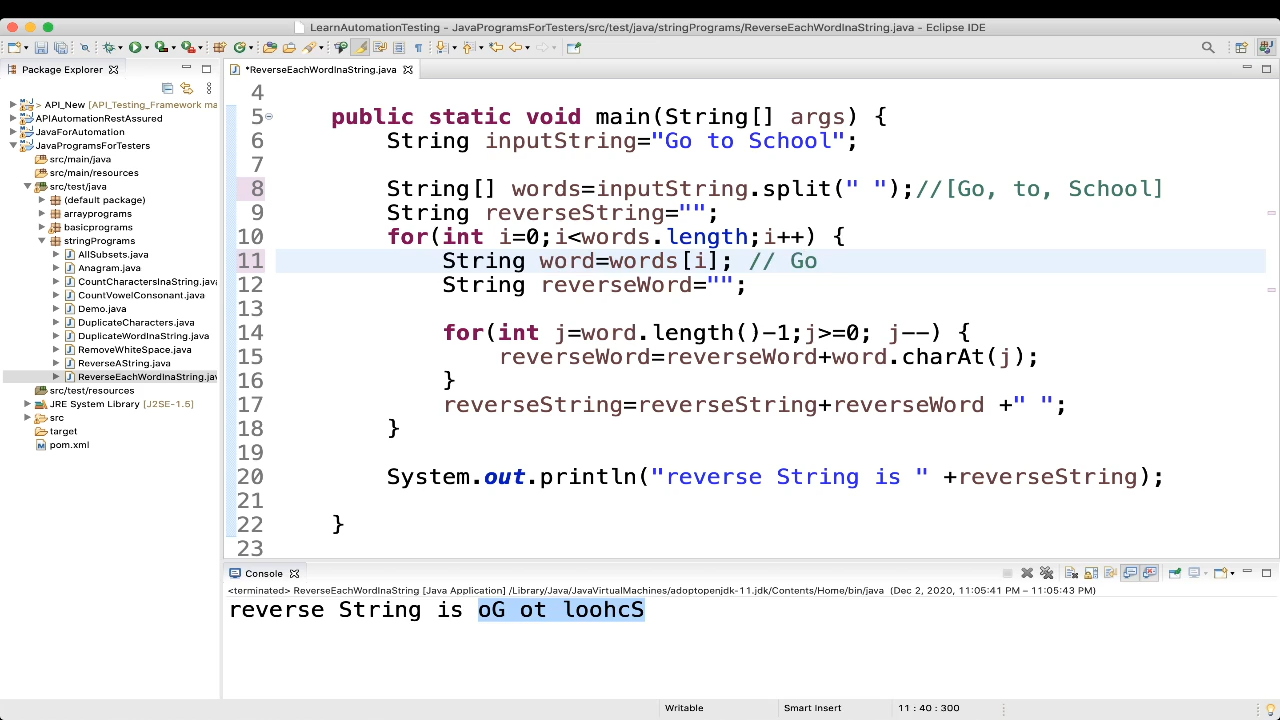 LearnAutomationTesting - JavaProgramsForTesters/src/test/java/stringPrograms/ReverseEachWordInaString.java - Eclipse IDE
Package Explorer
*ReverseEachWordInaString.java
> API_New [API_Testing_Framework ma
APIAutomationRestAssured
JavaForAutomation
JavaProgramsForTesters
src/main/java
src/main/resources
src/test/java
(default package)
arrayprograms
basicprograms
stringPrograms
AllSubsets.java
Anagram.java
CountCharactersInaString.java
CountVowelConsonant.java
Demo.java
DuplicateCharacters.java
DuplicateWordInaString.java
RemoveWhiteSpace.java
ReverseAString.java
ReverseEachWordInaString.jav
src/test/resources
JRE System Library [J2SE-1.5]
src
target
pom.xml
4
5 public static void main(String[] args) {
6 String inputString="Go to School";
7
8 String[] words=inputString.split(" ");//[Go, to, School]
9 String reverseString="";
10 for(int i=0;i<words.length;i++) {
11 String word=words[i]; // Go
12 String reverseWord="";
13
14 for(int j=word.length()-1;j>=0; j--) {
15 reverseWord=reverseWord+word.charAt(j);
16 }
17 reverseString=reverseString+reverseWord +" ";
18 }
19
20 System.out.println("reverse String is " +reverseString);
21
22 }
23
Console
<terminated> ReverseEachWordInaString [Java Application] /Library/Java/JavaVirtualMachines/adoptopenjdk-11.jdk/Contents/Home/bin/java (Dec 2, 2020, 11:05:41 PM – 11:05:43 PM)
reverse String is oG ot loohcS
Writable
Smart Insert
11 : 40 : 300